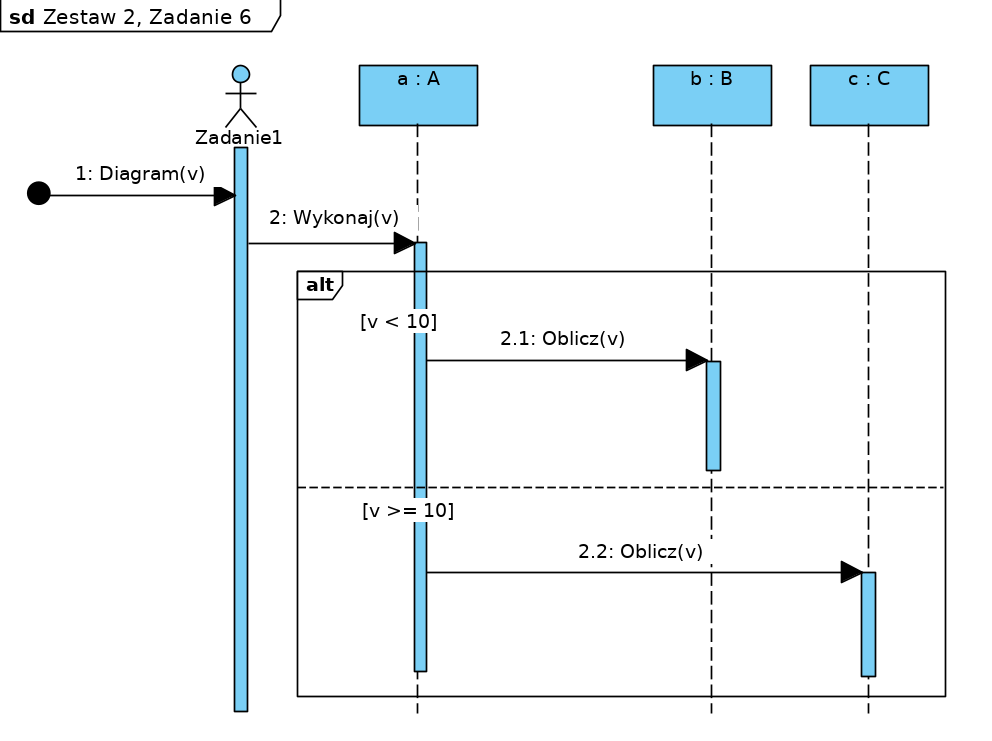 sd Zestaw 2, Zadanie 6
a : A
b : B
c : C
Zadanie1
1: Diagram(v)
2: Wykonaj(v)
alt
[v < 10]
2.1: Oblicz(v)
[v >= 10]
2.2: Oblicz(v)